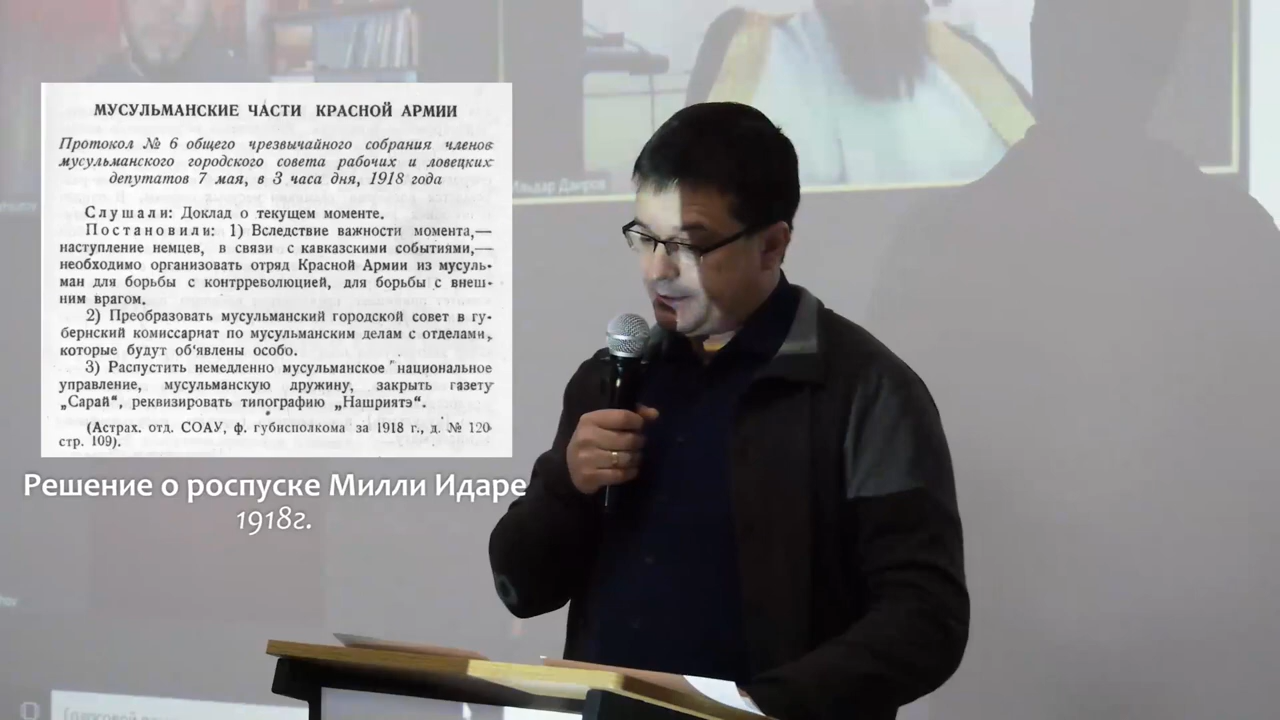 МУСУЛЬМАНСКИЕ ЧАСТИ КРАСНОЙ АРМИИ
Протокол № 6 общего чрезвычайного собрания членов
мусульманского городского совета рабочих и ловецких
депутатов 7 мая, в 3 часа дня, 1918 года
Слушали: Доклад о текущем моменте.
Постановили: 1) Вследствие важности момента,—
наступление немцев, в связи с кавказскими событиями,—
необходимо организовать отряд Красной Армии из мусуль-
ман для борьбы с контрреволюцией, для борьбы с внеш-
ним врагом.
2) Преобразовать мусульманский городской совет в гу-
бернский комиссариат по мусульманским делам с отделами,
которые будут об'явлены особо.
3) Распустить немедленно мусульманское национальное
управление, мусульманскую дружину, закрыть газету
„Сарай“, реквизировать типографию „Нашриятэ“.
(Астрах. отд. СОАУ, ф. губисполкома за 1918 г., д. № 120
стр. 109).
Решение о роспуске Милли Идаре
1918г.